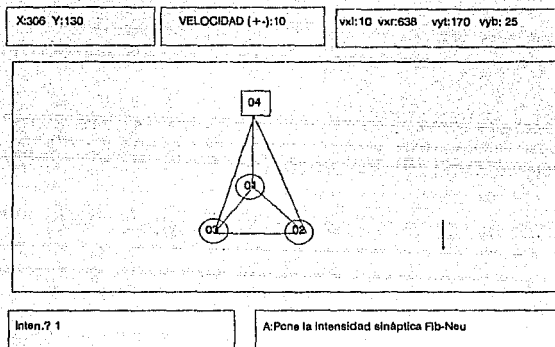 X:306 Y:130
VELOCIDAD (+-):10
vxl:10 vxr:638 vyt:170 vyb: 25
04
01
03
02
Inten.? 1
A:Pone la Intensidad sináptica Fib-Neu